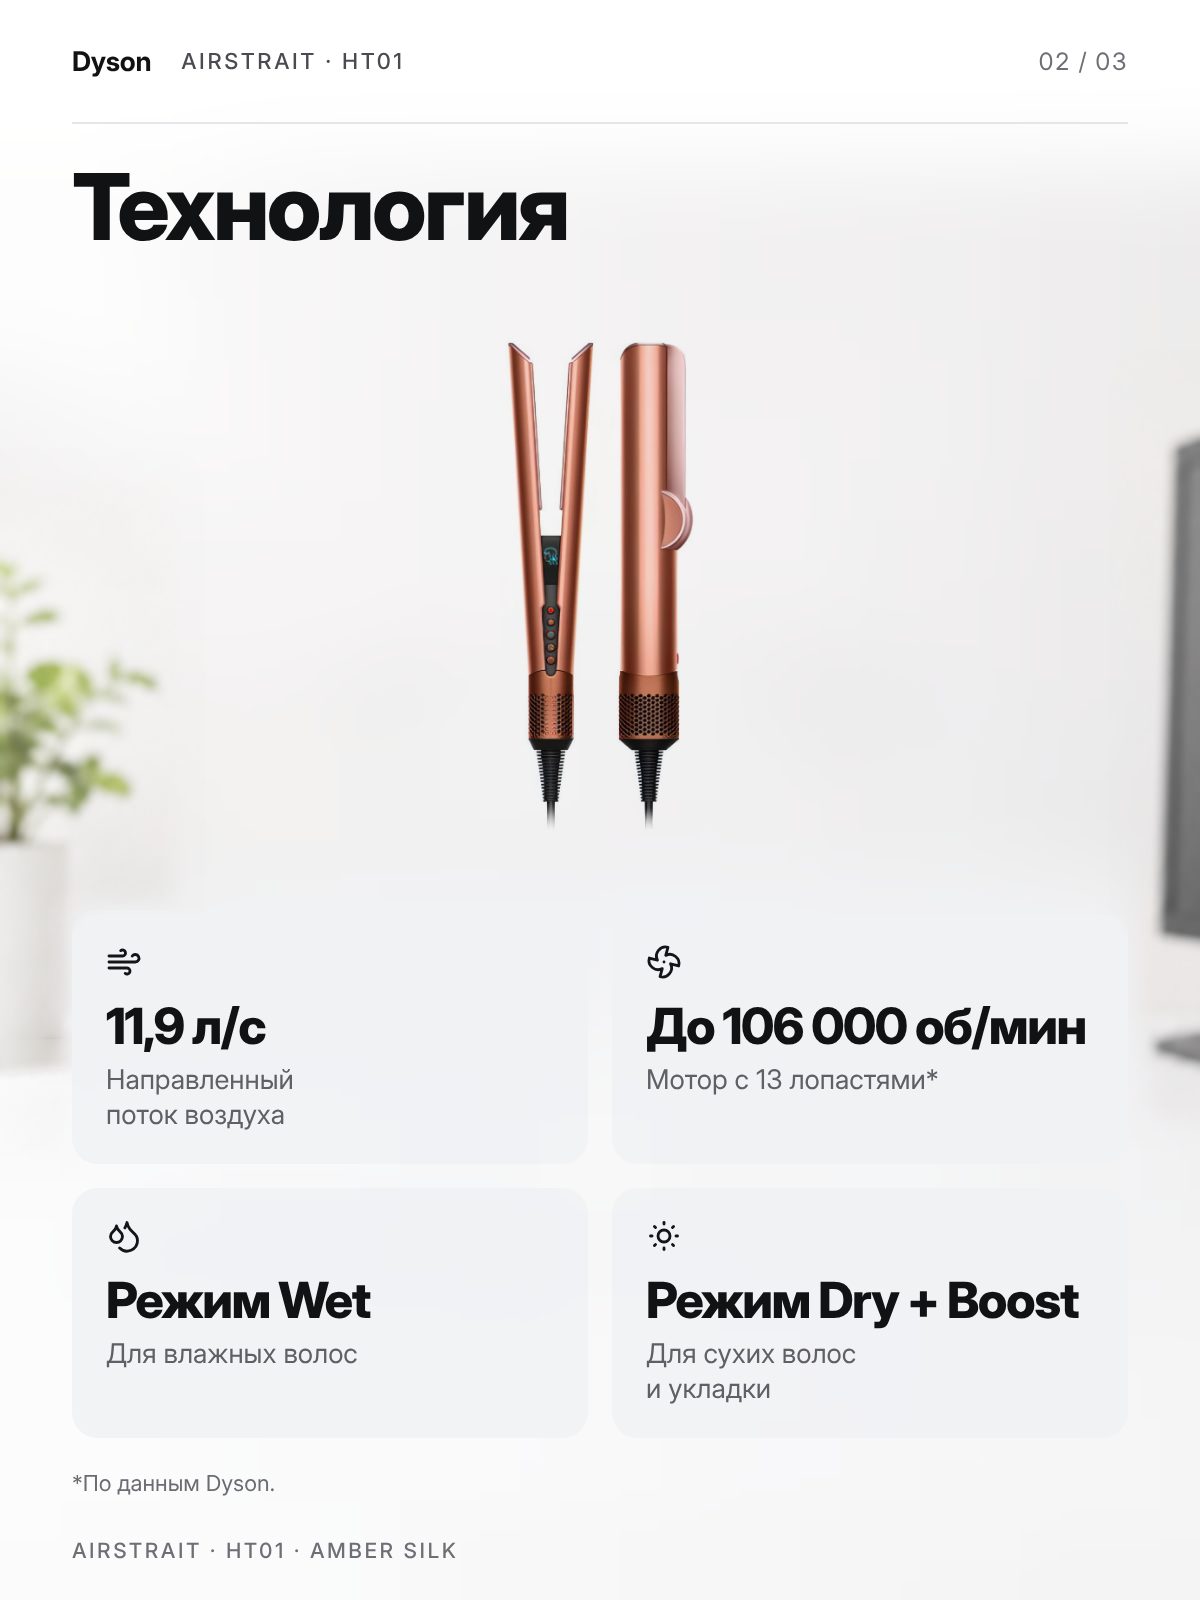 Dyson AIRSTRAIT · HT01 02 / 03
Технология
11,9 л/с
Направленный
поток воздуха
До 106 000 об/мин
Мотор с 13 лопастями*
Режим Wet
Для влажных волос
Режим Dry + Boost
Для сухих волос
и укладки
*По данным Dyson.
AIRSTRAIT · HT01 · AMBER SILK